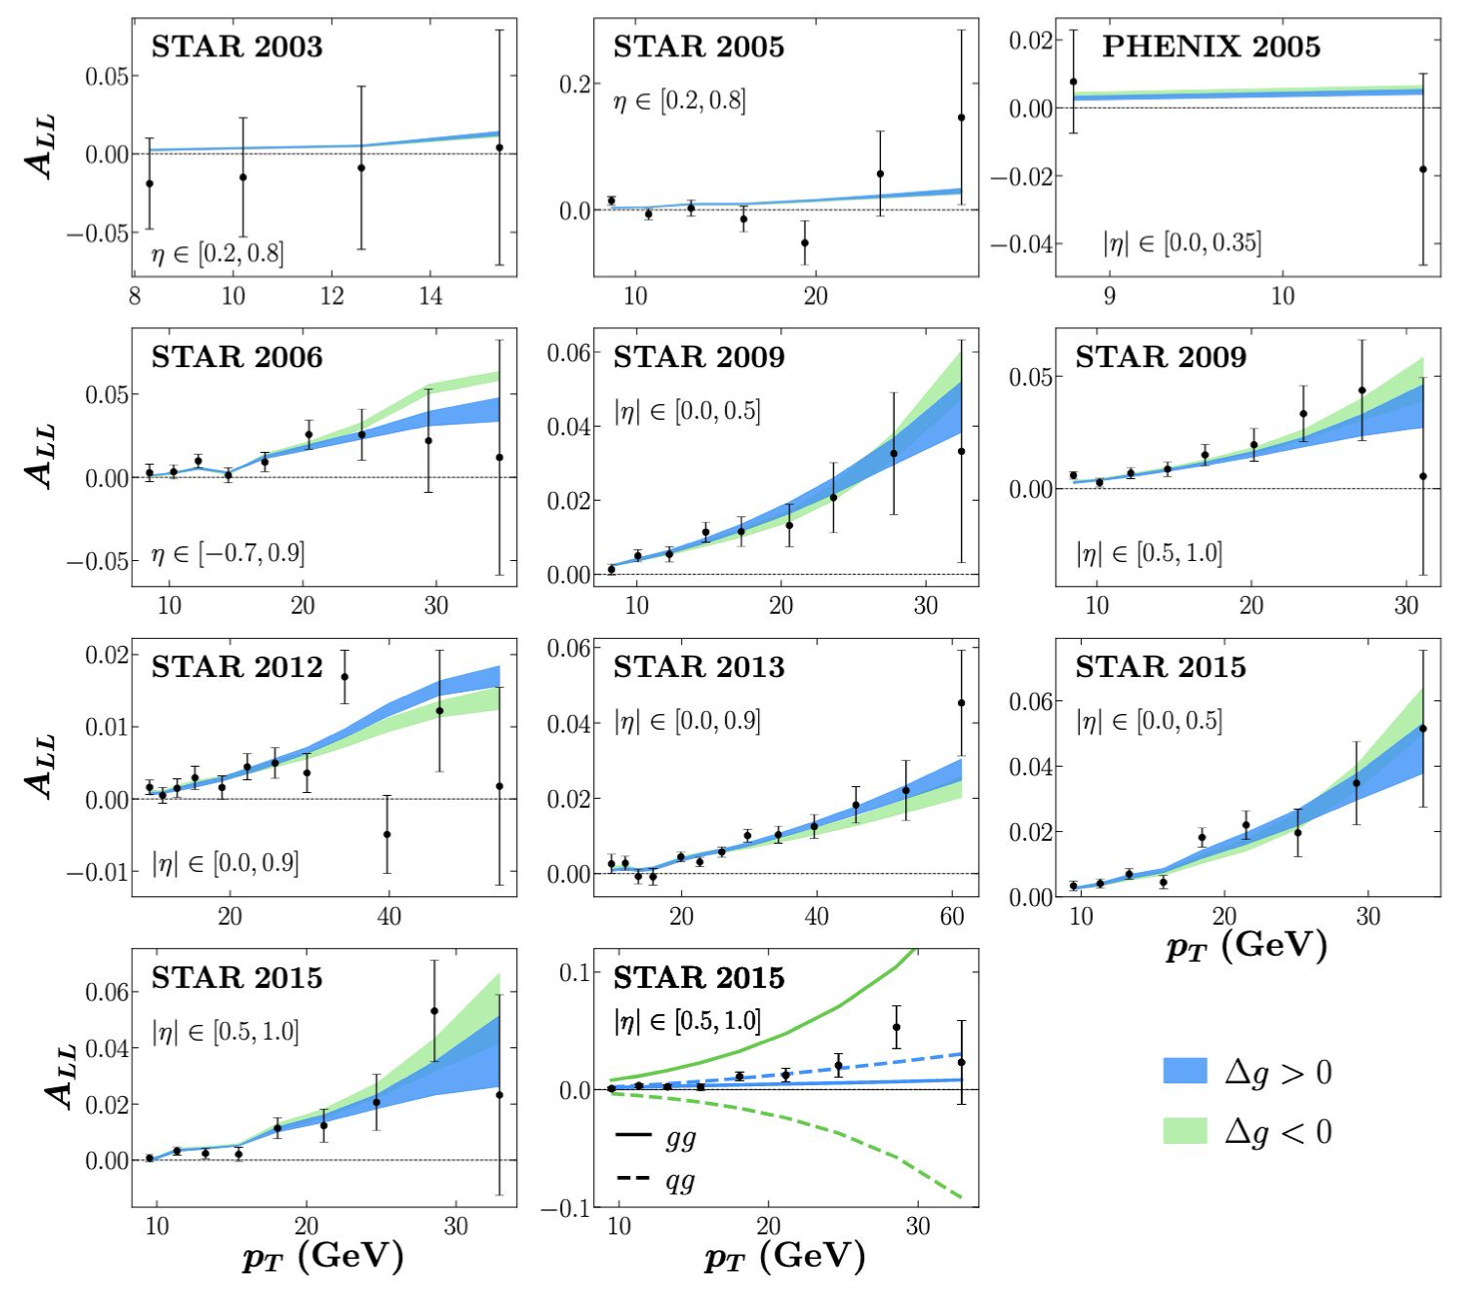 STAR 2003
η ∈ [0.2, 0.8]
A_LL
0.05
0.00
−0.05
8 10 12 14
STAR 2005
η ∈ [0.2, 0.8]
0.2
0.0
10 20
PHENIX 2005
|η| ∈ [0.0, 0.35]
0.02
0.00
−0.02
−0.04
9 10
STAR 2006
η ∈ [−0.7, 0.9]
A_LL
0.05
0.00
−0.05
10 20 30
STAR 2009
|η| ∈ [0.0, 0.5]
0.06
0.04
0.02
0.00
10 20 30
STAR 2009
|η| ∈ [0.5, 1.0]
0.05
0.00
10 20 30
STAR 2012
|η| ∈ [0.0, 0.9]
A_LL
0.02
0.01
0.00
−0.01
20 40
STAR 2013
|η| ∈ [0.0, 0.9]
0.06
0.04
0.02
0.00
20 40 60
STAR 2015
|η| ∈ [0.0, 0.5]
0.06
0.04
0.02
0.00
10 20 30
p_T (GeV)
STAR 2015
|η| ∈ [0.5, 1.0]
A_LL
0.06
0.04
0.02
0.00
10 20 30
p_T (GeV)
STAR 2015
|η| ∈ [0.5, 1.0]
0.1
0.0
−0.1
gg
qg
10 20 30
p_T (GeV)
Δg > 0
Δg < 0